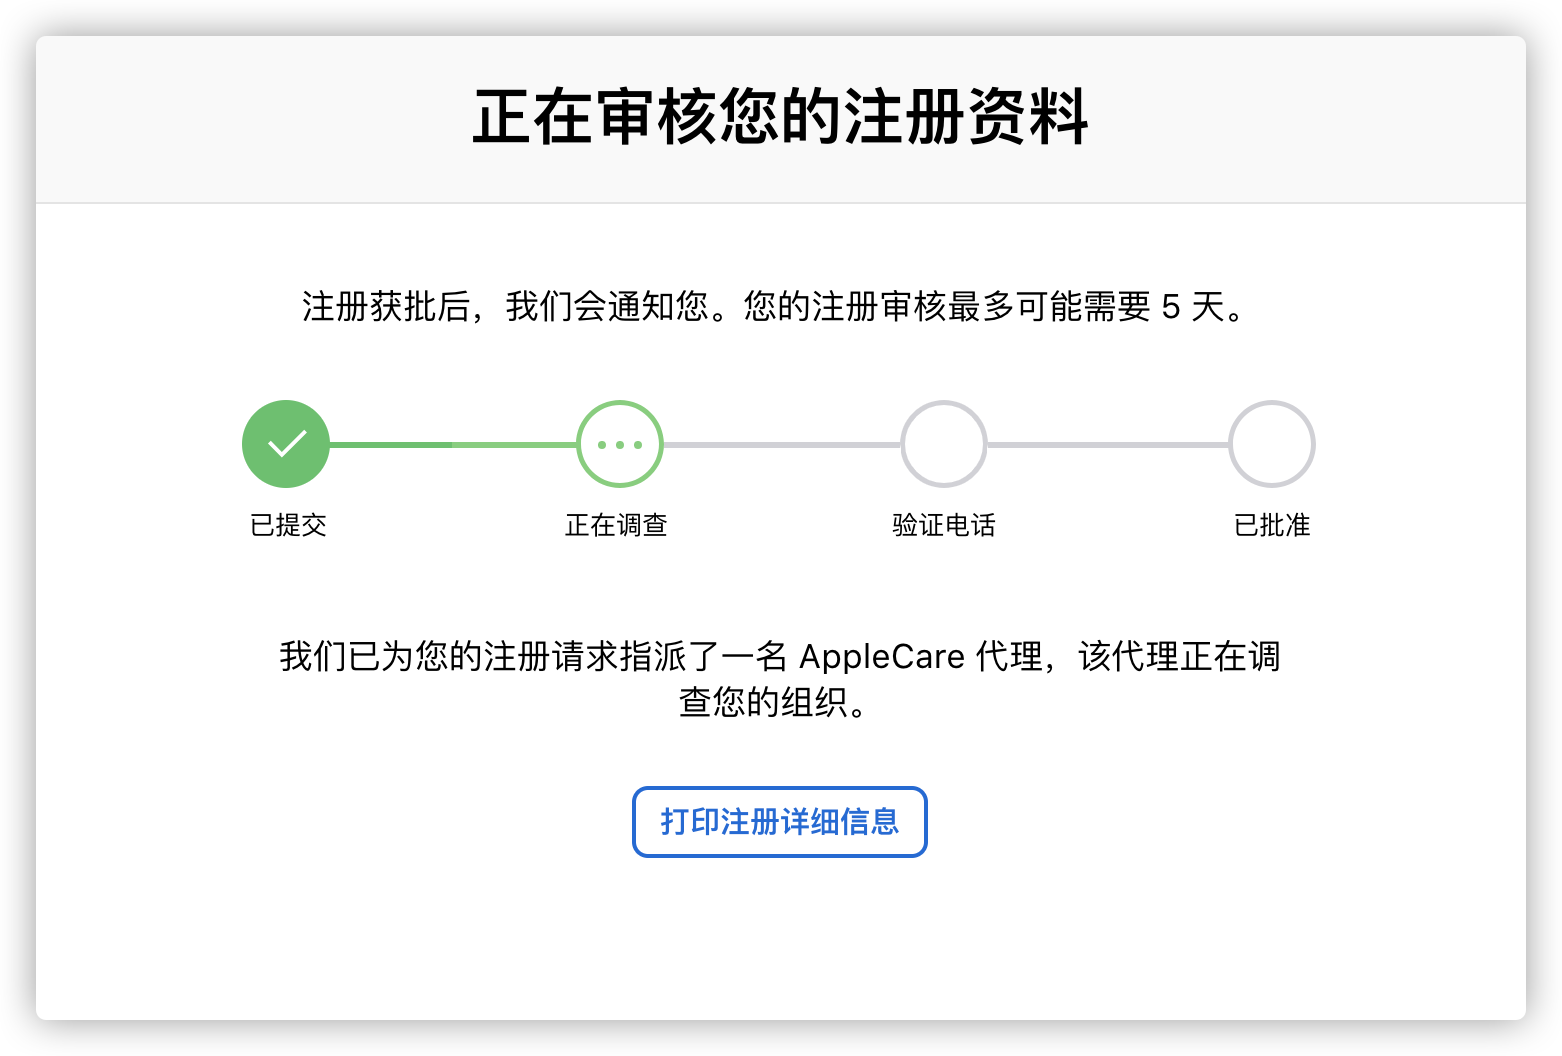 正在审核您的注册资料
注册获批后，我们会通知您。您的注册审核最多可能需要 5 天。
已提交
正在调查
验证电话
已批准
我们已为您的注册请求指派了一名 AppleCare 代理，该代理正在调
查您的组织。
打印注册详细信息